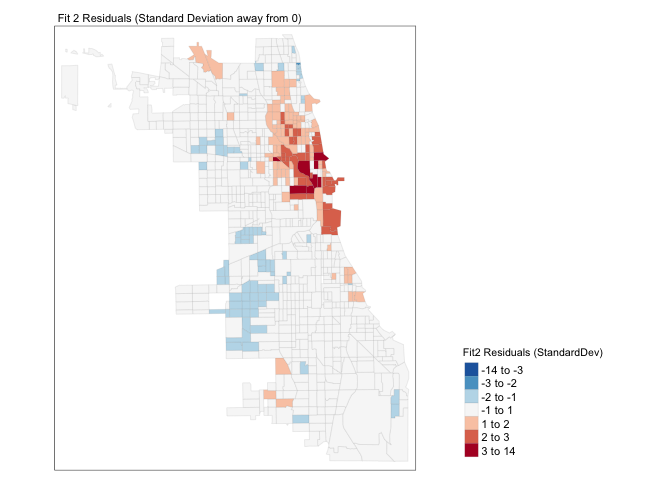 Fit 2 Residuals (Standard Deviation away from 0)
Fit2 Residuals (StandardDev)
-14 to -3
-3 to -2
-2 to -1
-1 to 1
1 to 2
2 to 3
3 to 14